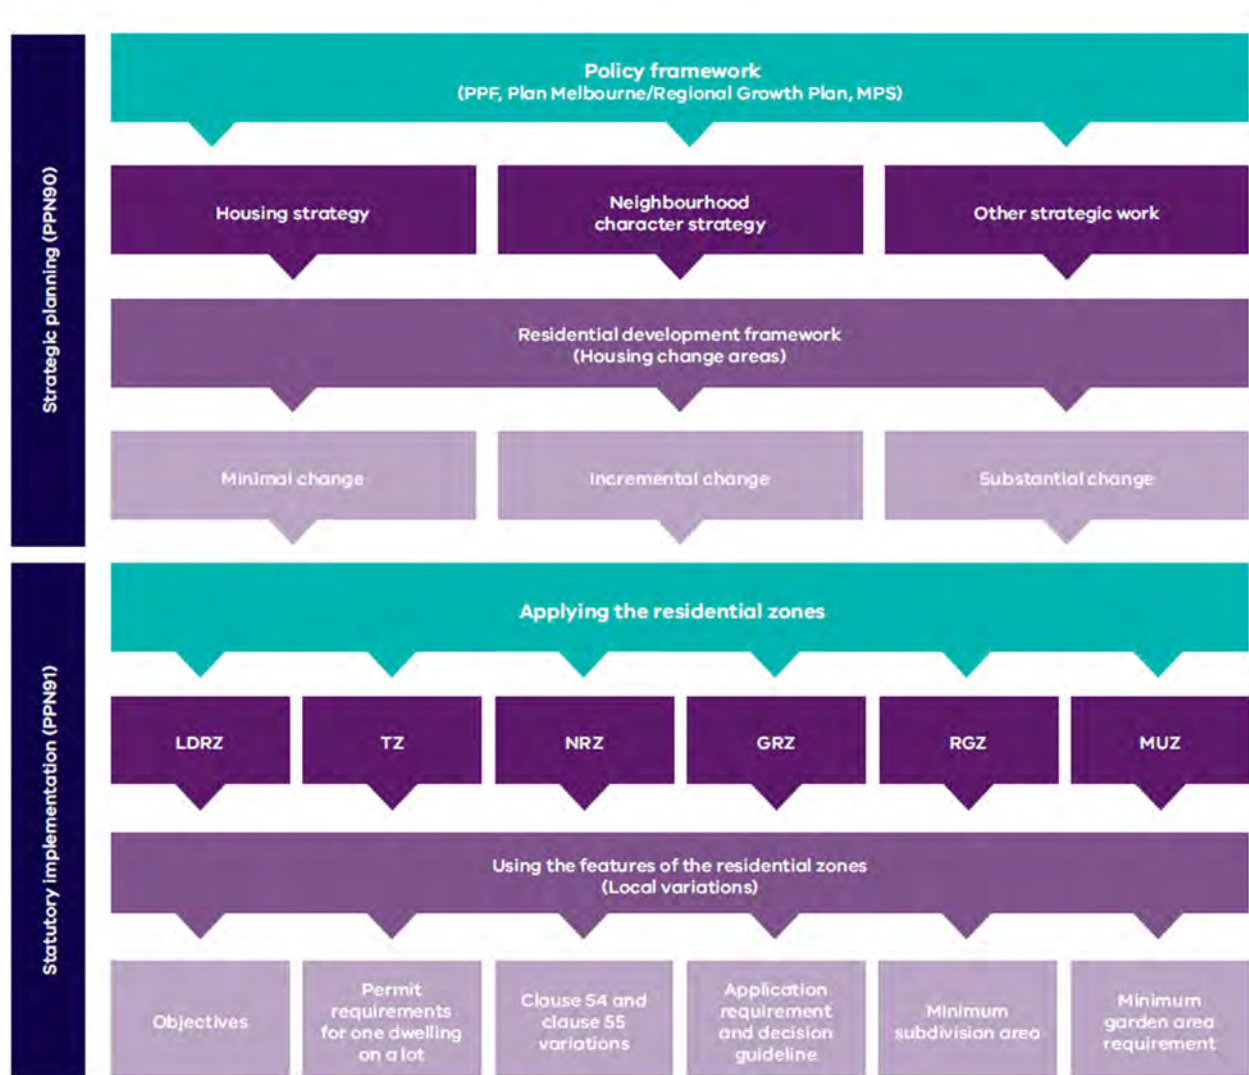 Strategic planning (PPN90)
Policy framework
(PPF, Plan Melbourne/Regional Growth Plan, MPS)
Housing strategy
Neighbourhood
character strategy
Other strategic work
Residential development framework
(Housing change areas)
Minimal change
Incremental change
Substantial change
Statutory implementation (PPN91)
Applying the residential zones
LDRZ
TZ
NRZ
GRZ
RGZ
MUZ
Using the features of the residential zones
(Local variations)
Objectives
Permit
requirements
for one dwelling
on a lot
Clause 54 and
clause 55
variations
Application
requirement
and decision
guideline
Minimum
subdivision area
Minimum
garden area
requirement